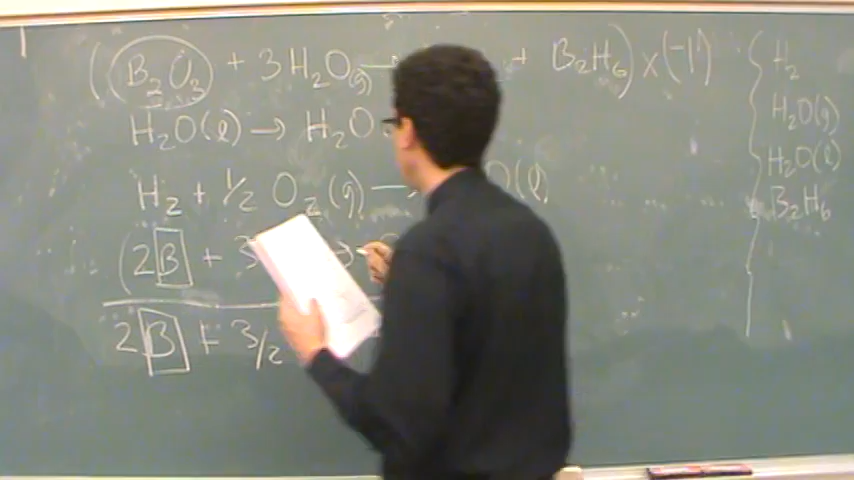 (B₂O₃ + 3H₂O(g) → + B₂H₆) x (-1)
H₂O(l) → H₂O
H₂ + 1/2 O₂(g) → O(l)
(2B + 3 →
2B + 3/2
H₂
H₂O(g)
H₂O(l)
B₂H₆